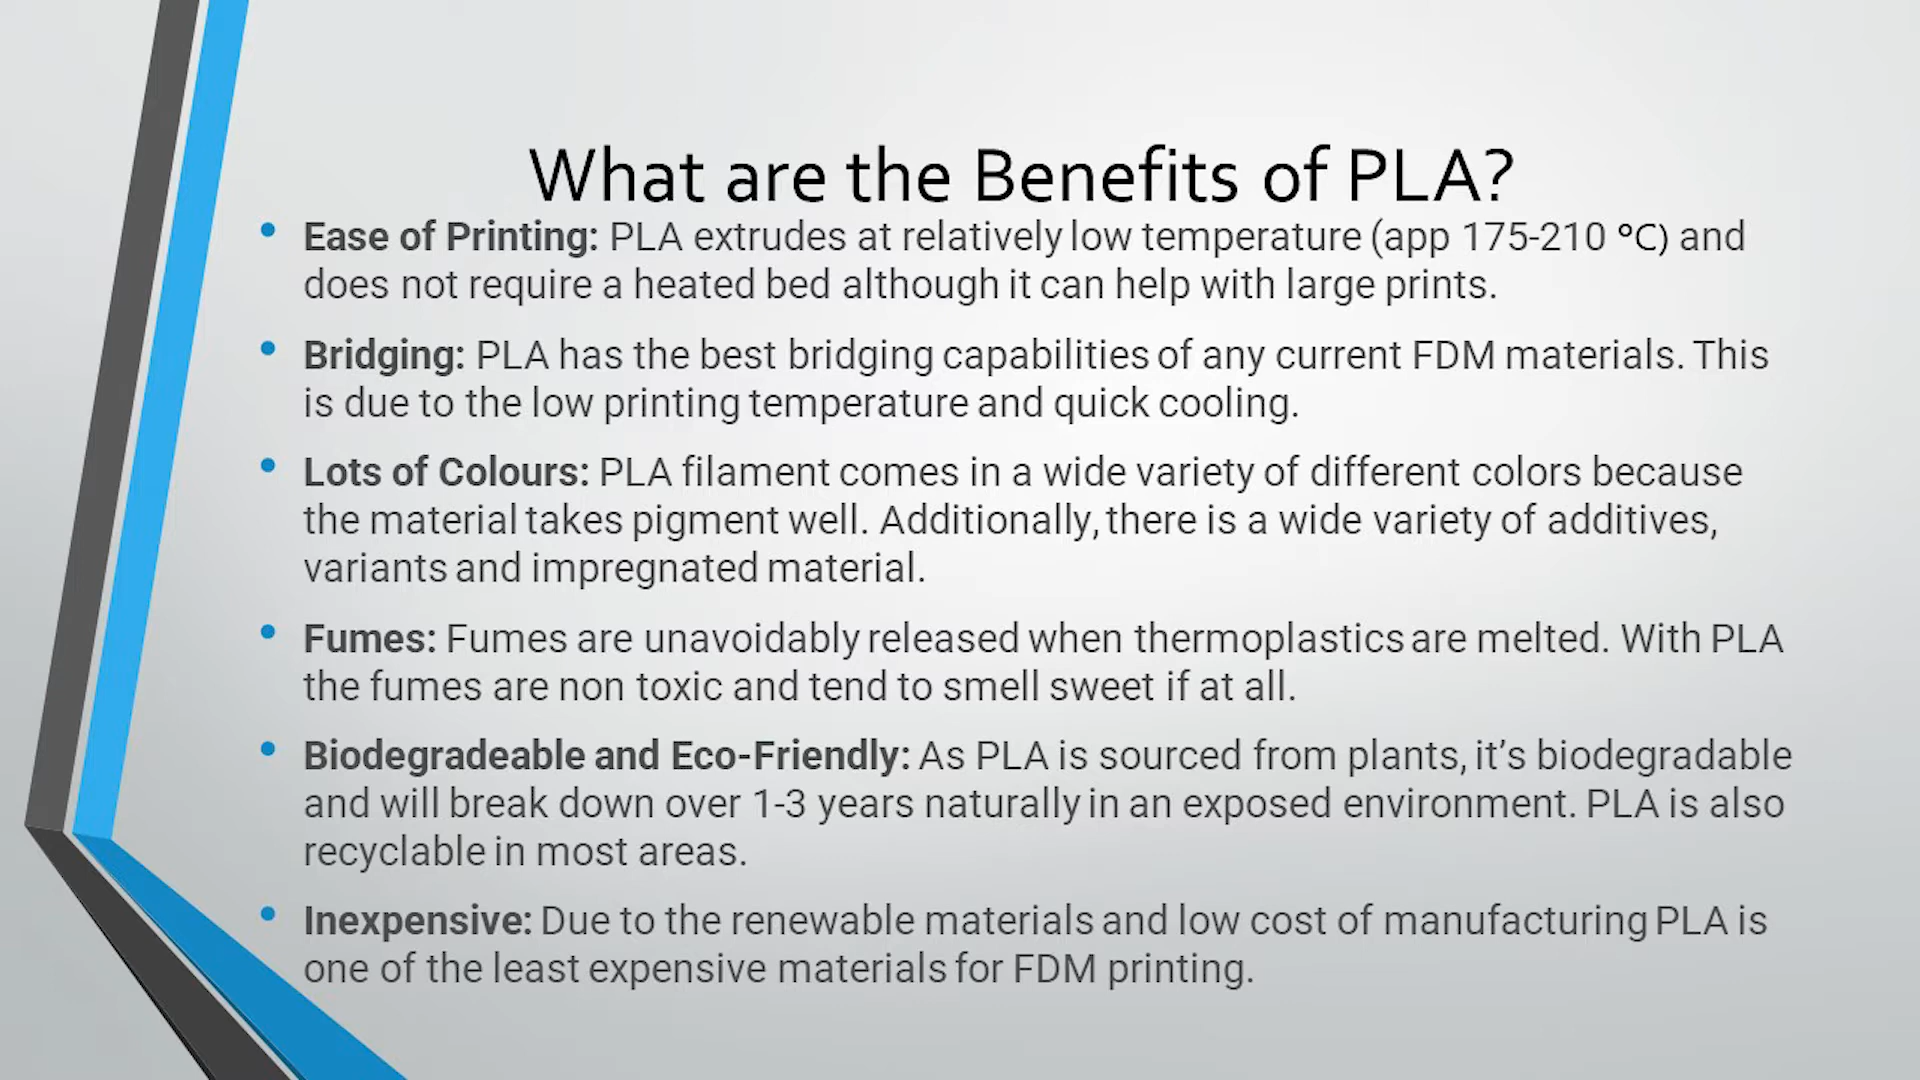 What are the Benefits of PLA?
• Ease of Printing: PLA extrudes at relatively low temperature (app 175-210 °C) and
does not require a heated bed although it can help with large prints.
• Bridging: PLA has the best bridging capabilities of any current FDM materials. This
is due to the low printing temperature and quick cooling.
• Lots of Colours: PLA filament comes in a wide variety of different colors because
the material takes pigment well. Additionally, there is a wide variety of additives,
variants and impregnated material.
• Fumes: Fumes are unavoidably released when thermoplastics are melted. With PLA
the fumes are non toxic and tend to smell sweet if at all.
• Biodegradeable and Eco-Friendly: As PLA is sourced from plants, it’s biodegradable
and will break down over 1-3 years naturally in an exposed environment. PLA is also
recyclable in most areas.
• Inexpensive: Due to the renewable materials and low cost of manufacturing PLA is
one of the least expensive materials for FDM printing.